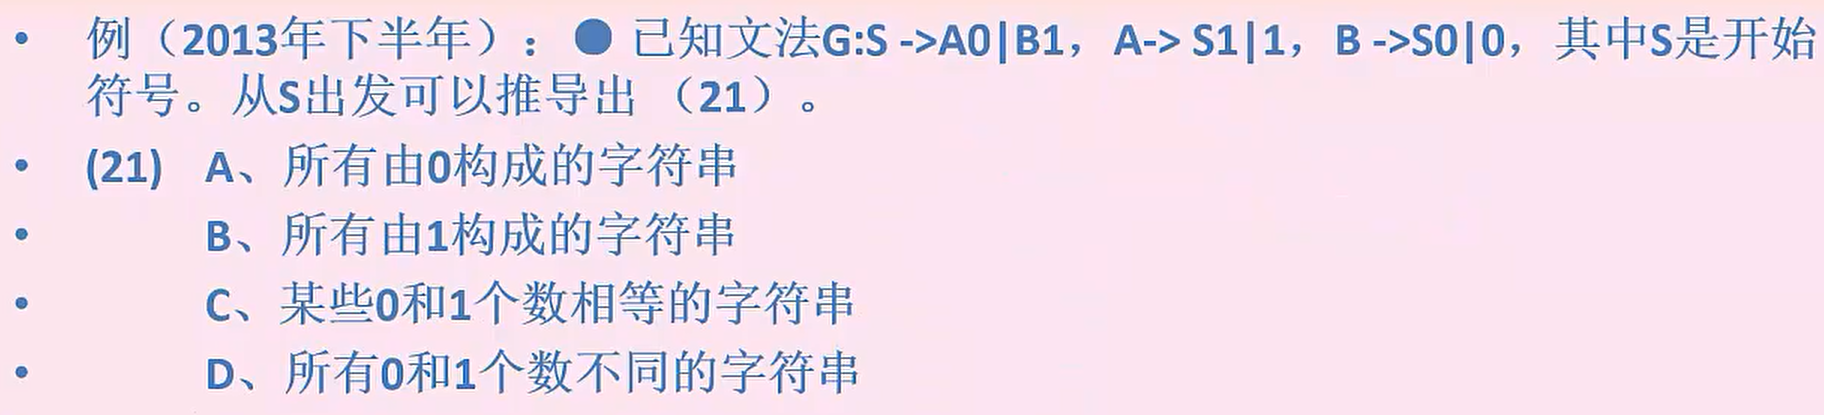 • 例（2013年下半年）：● 已知文法G:S ->A0|B1，A-> S1|1，B ->S0|0，其中S是开始
符号。从S出发可以推导出 （21）。
• (21) A、所有由0构成的字符串
• B、所有由1构成的字符串
• C、某些0和1个数相等的字符串
• D、所有0和1个数不同的字符串